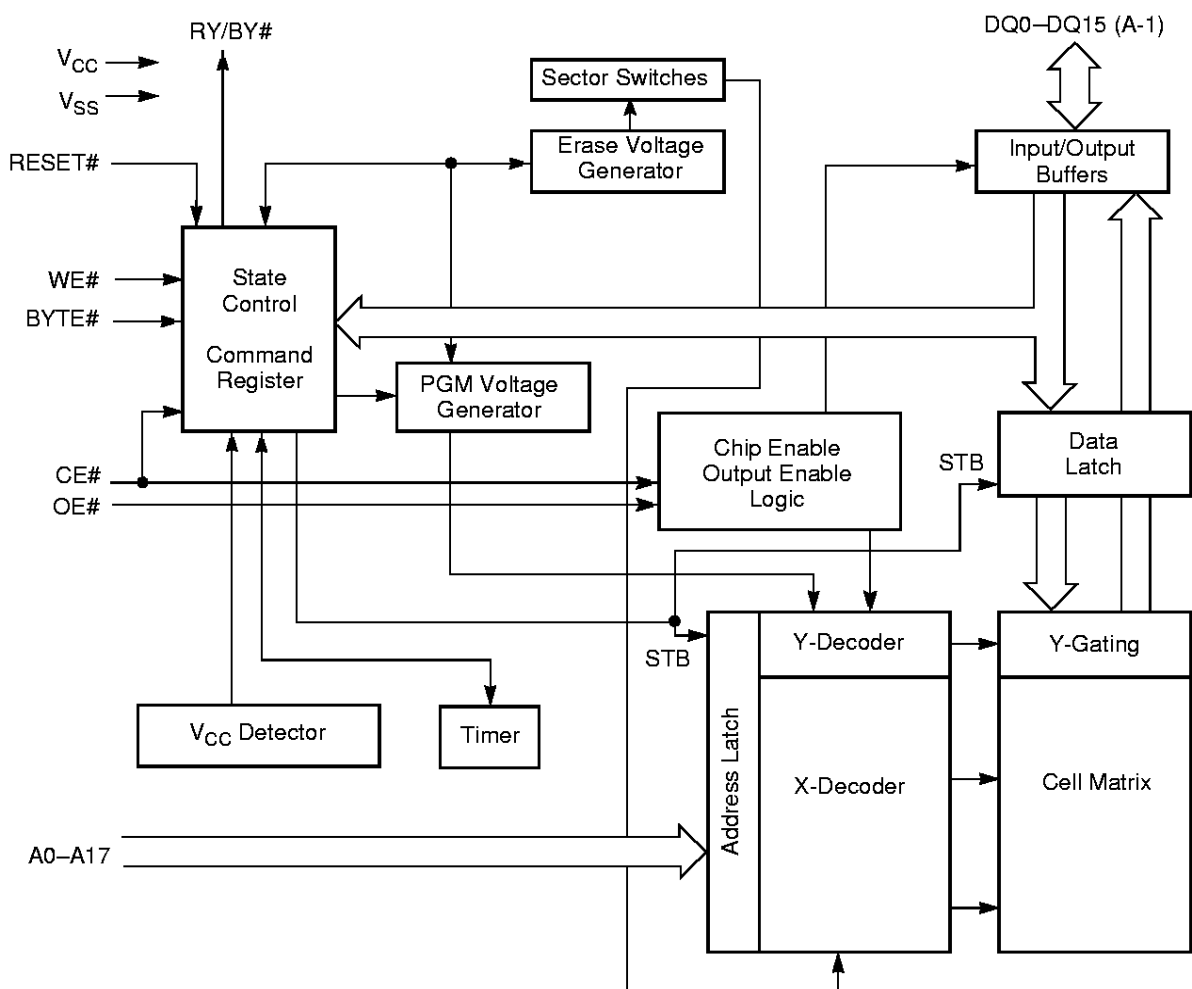 RY/BY#
DQ0–DQ15 (A-1)
VCC
VSS
Sector Switches
RESET#
Erase Voltage
Generator
Input/Output
Buffers
WE#
BYTE#
State
Control
Command
Register
PGM Voltage
Generator
CE#
OE#
Chip Enable
Output Enable
Logic
STB
Data
Latch
STB
Y-Decoder
Y-Gating
VCC Detector
Timer
Address Latch
X-Decoder
Cell Matrix
A0–A17